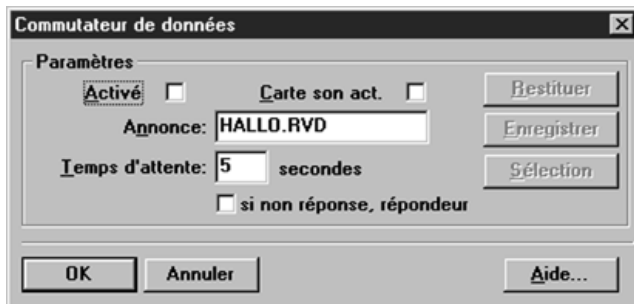 Commutateur de données
Paramètres
Activé Carte son act. Restituer
Annonce: HALLO.RVD Enregistrer
Temps d'attente: 5 secondes Sélection
si non réponse, répondeur
OK Annuler Aide...